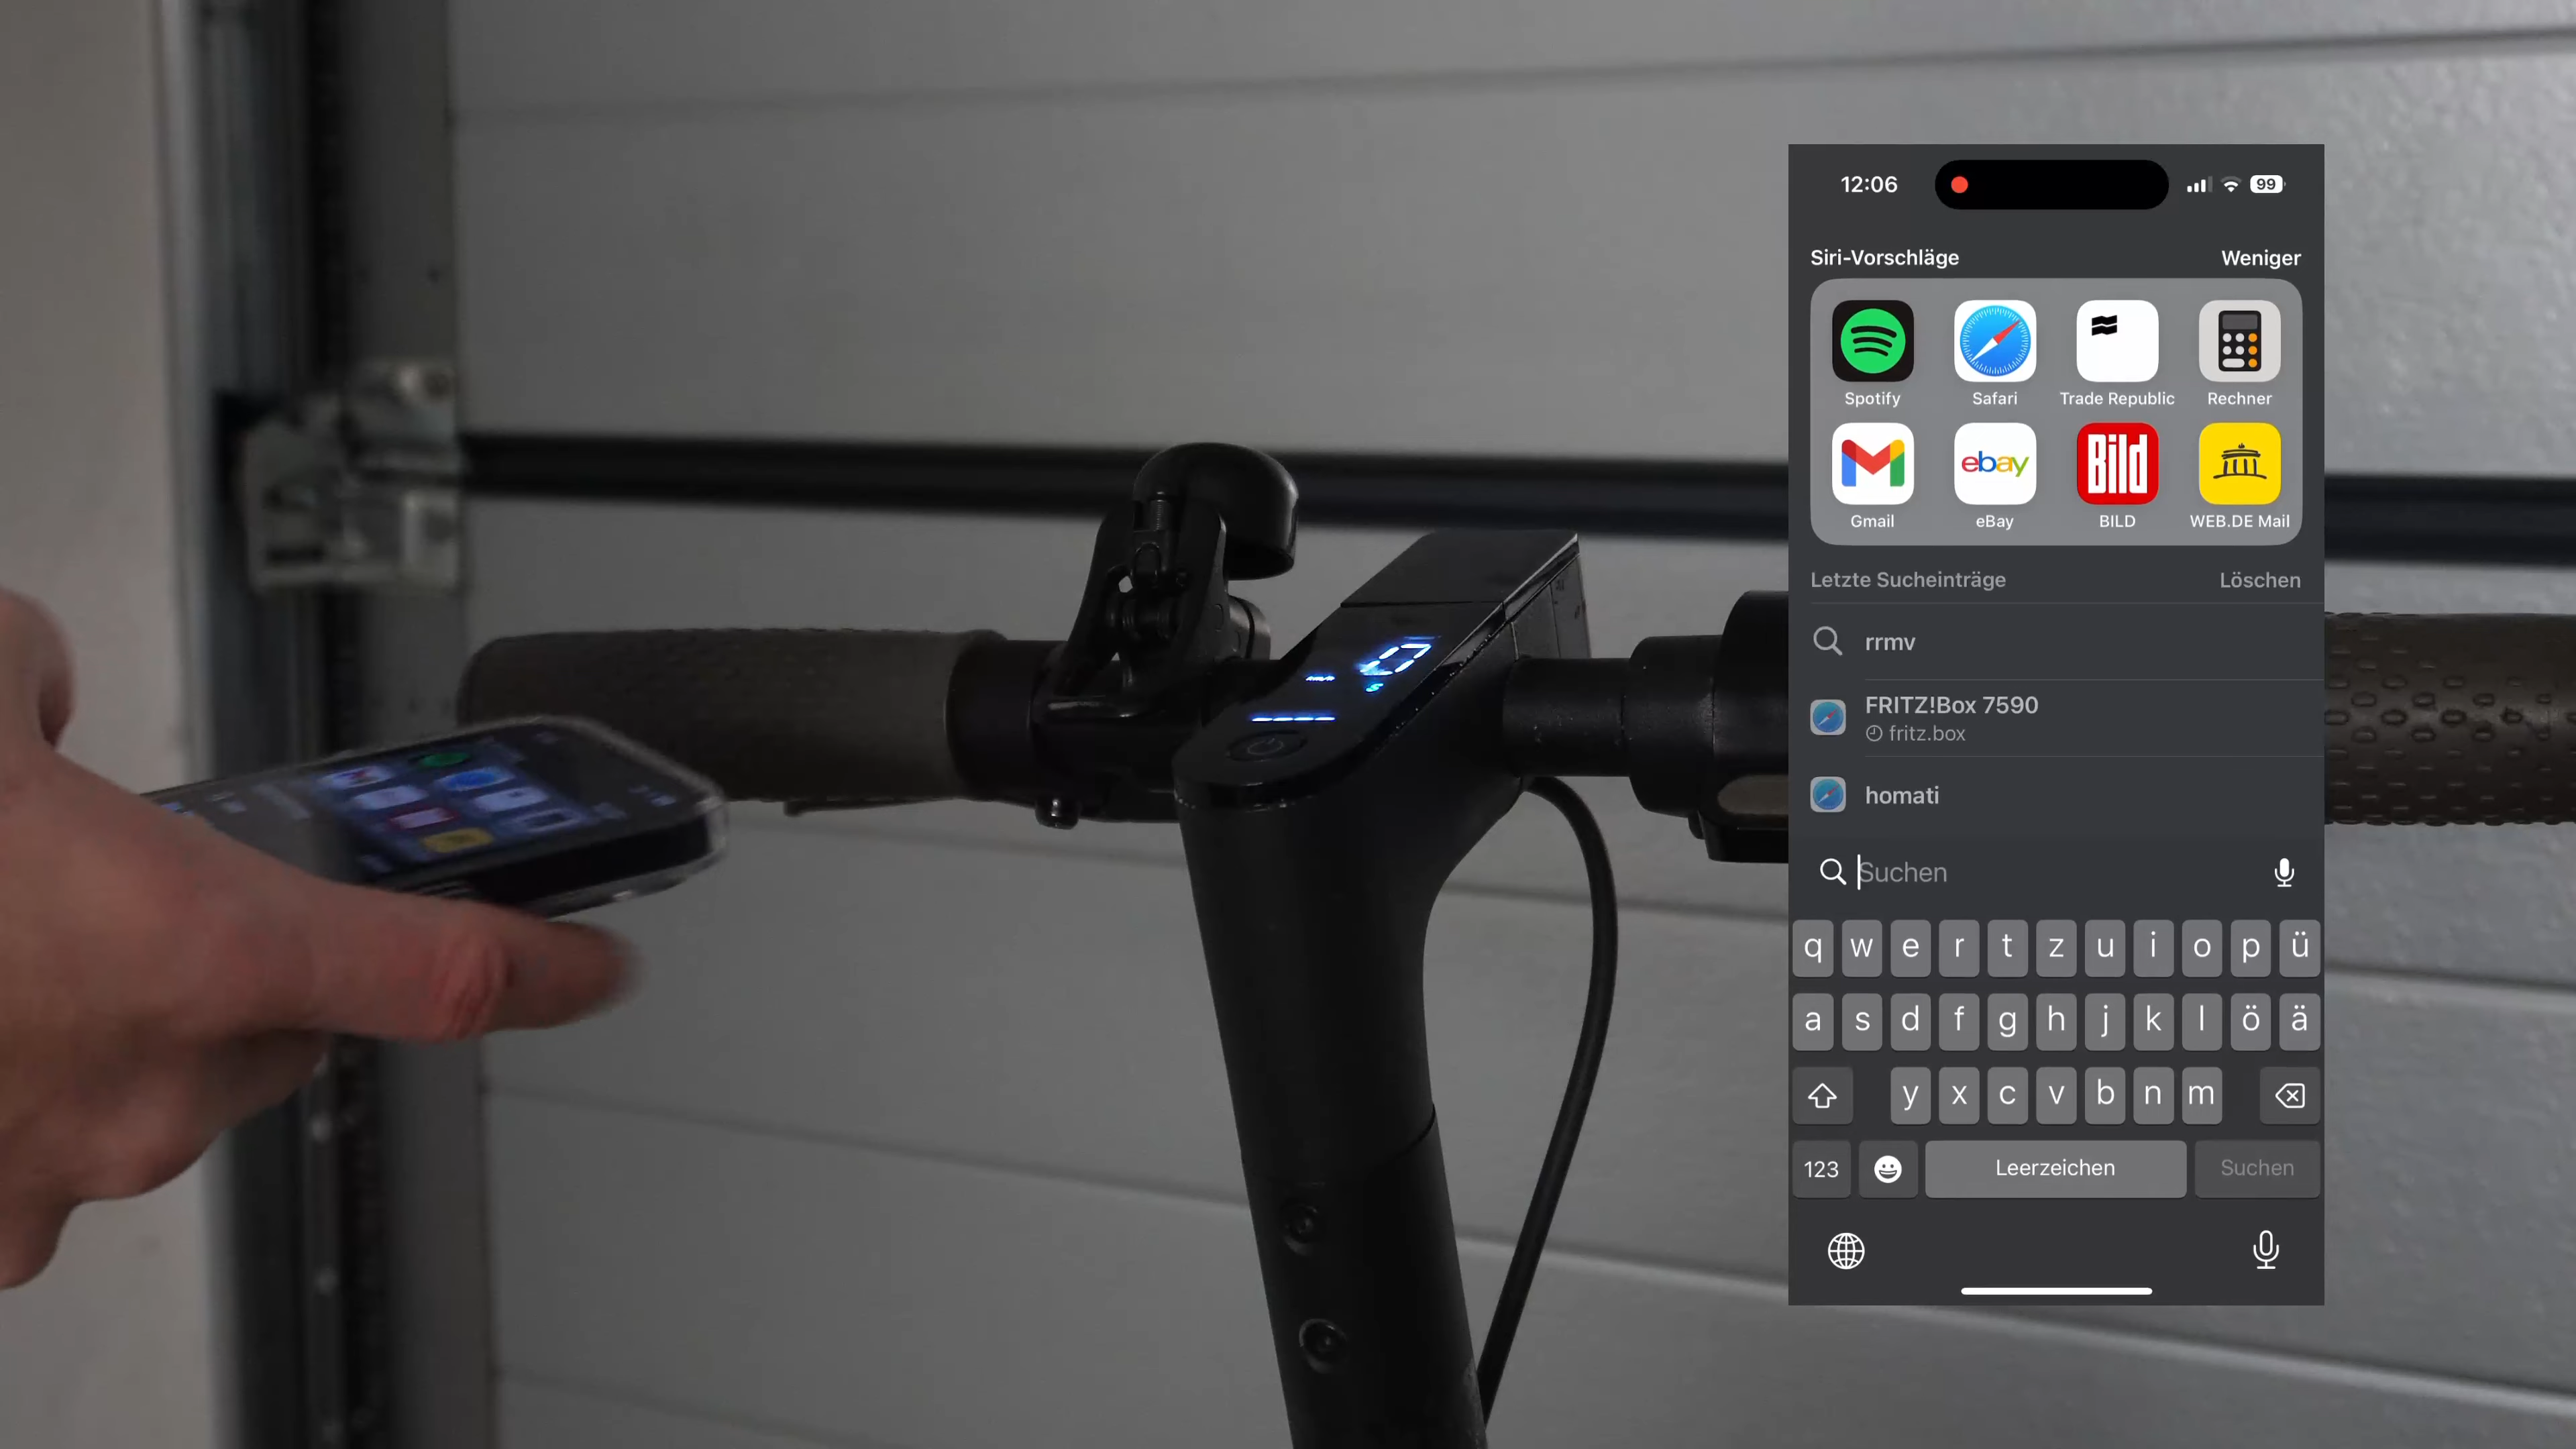 12:06
99
Siri-Vorschläge Weniger
Spotify Safari Trade Republic Rechner
ebay Bild
Gmail eBay BILD WEB.DE Mail
Letzte Sucheinträge Löschen
rrmv
FRITZ!Box 7590
fritz.box
homati
Suchen
q w e r t z u i o p ü
a s d f g h j k l ö ä
y x c v b n m
123 Leerzeichen Suchen